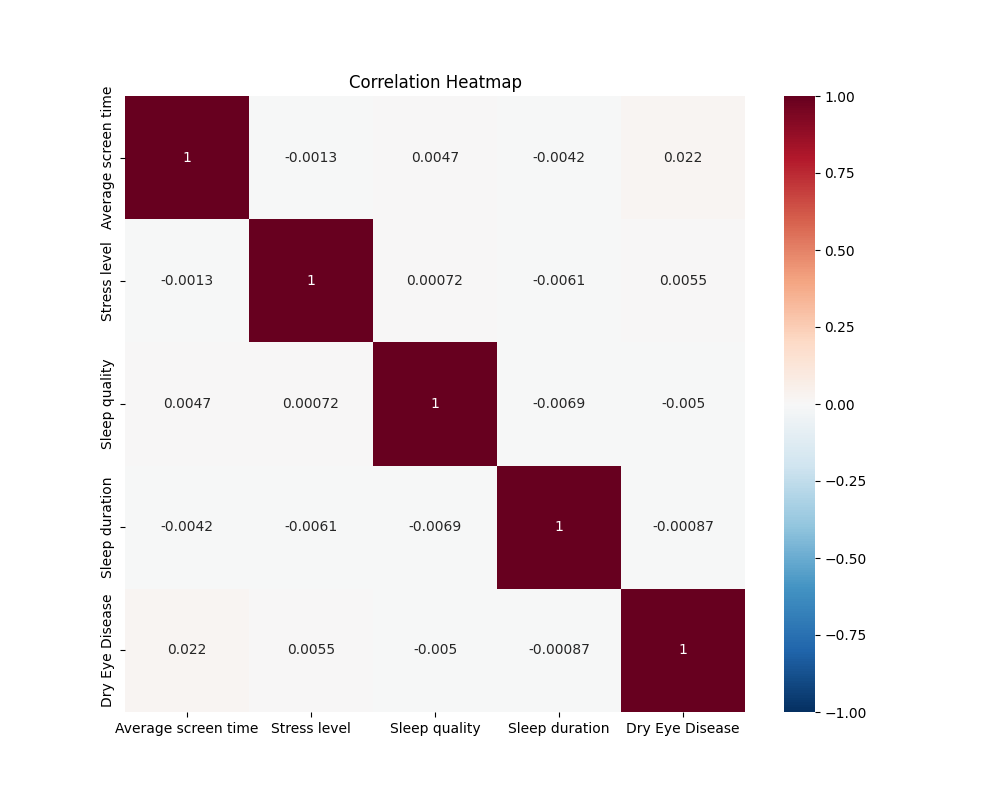 Correlation Heatmap
Average screen time
1 -0.0013 0.0047 -0.0042 0.022
Stress level
-0.0013 1 0.00072 -0.0061 0.0055
Sleep quality
0.0047 0.00072 1 -0.0069 -0.005
Sleep duration
-0.0042 -0.0061 -0.0069 1 -0.00087
Dry Eye Disease
0.022 0.0055 -0.005 -0.00087 1
Average screen time Stress level Sleep quality Sleep duration Dry Eye Disease
1.00
0.75
0.50
0.25
0.00
−0.25
−0.50
−0.75
−1.00